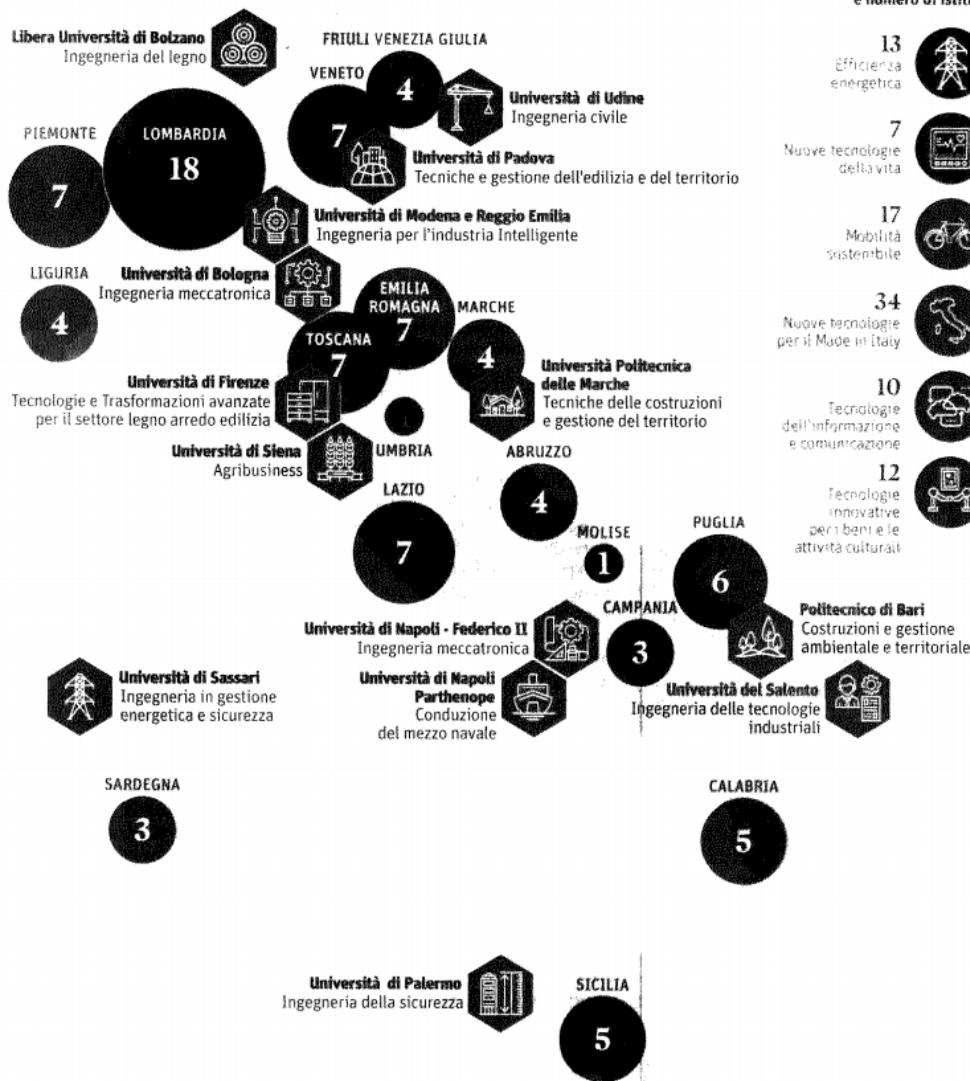 e numero di istit
Libera Università di Bolzano
Ingegneria del legno
FRIULI VENEZIA GIULIA
VENETO
4
7
Università di Udine
Ingegneria civile
Università di Padova
Tecniche e gestione dell'edilizia e del territorio
PIEMONTE
7
LOMBARDIA
18
Università di Modena e Reggio Emilia
Ingegneria per l'industria Intelligente
LIGURIA
4
Università di Bologna
Ingegneria meccatronica
EMILIA
ROMAGNA
7
MARCHE
4
TOSCANA
7
Università di Firenze
Tecnologie e Trasformazioni avanzate
per il settore legno arredo edilizia
Università Politecnica
delle Marche
Tecniche delle costruzioni
e gestione del territorio
Università di Siena
Agribusiness
UMBRIA
ABRUZZO
4
LAZIO
7
MOLISE
1
PUGLIA
6
CAMPANIA
3
Università di Napoli - Federico II
Ingegneria meccatronica
Politecnico di Bari
Costruzioni e gestione
ambientale e territoriale
Università di Sassari
Ingegneria in gestione
energetica e sicurezza
Università di Napoli
Parthenope
Conduzione
del mezzo navale
Università del Salento
Ingegneria delle tecnologie
industriali
SARDEGNA
3
CALABRIA
5
Università di Palermo
Ingegneria della sicurezza
SICILIA
5
13
Efficienza
energetica
7
Nuove tecnologie
della vita
17
Mobilità
sostenibile
34
Nuove tecnologie
per il Made in Italy
10
Tecnologie
dell'informazione
e comunicazione
12
Tecnologie
innovative
per i beni e le
attività culturali